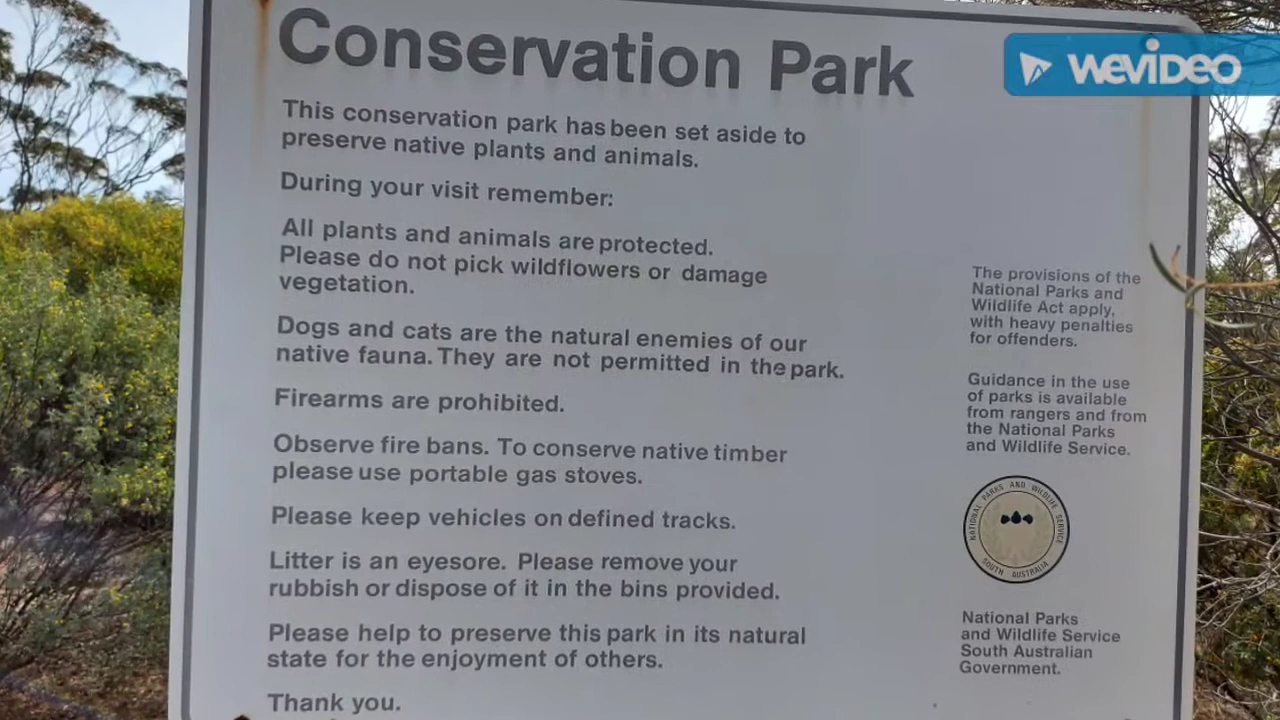 Conservation Park
WEVIDEO
This conservation park has been set aside to
preserve native plants and animals.
During your visit remember:
All plants and animals are protected.
Please do not pick wildflowers or damage
vegetation.
Dogs and cats are the natural enemies of our
native fauna. They are not permitted in the park.
Firearms are prohibited.
Observe fire bans. To conserve native timber
please use portable gas stoves.
Please keep vehicles on defined tracks.
Litter is an eyesore. Please remove your
rubbish or dispose of it in the bins provided.
Please help to preserve this park in its natural
state for the enjoyment of others.
Thank you.
The provisions of the
National Parks and
Wildlife Act apply,
with heavy penalties
for offenders.
Guidance in the use
of parks is available
from rangers and from
the National Parks
and Wildlife Service.
NATIONAL PARKS AND WILDLIFE SERVICE
SOUTH AUSTRALIA
National Parks
and Wildlife Service
South Australian
Government.